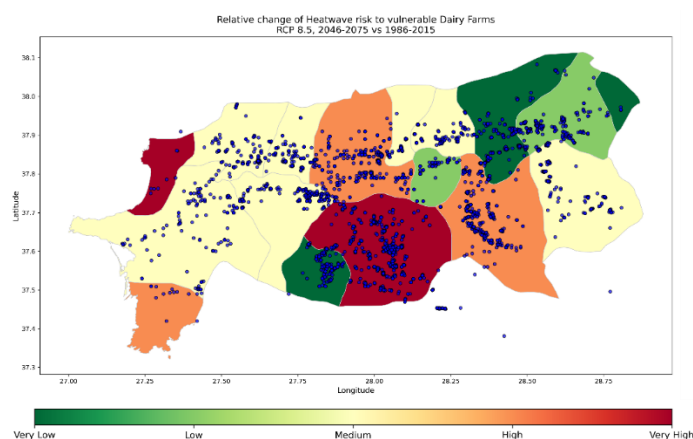 Relative change of Heatwave risk to vulnerable Dairy Farms
RCP 8.5, 2046-2075 vs 1986-2015
38.1
38.0
37.9
37.8
37.7
37.6
37.5
37.4
37.3
Latitude
27.00 27.25 27.50 27.75 28.00 28.25 28.50 28.75
Longitude
Very Low Low Medium High Very High